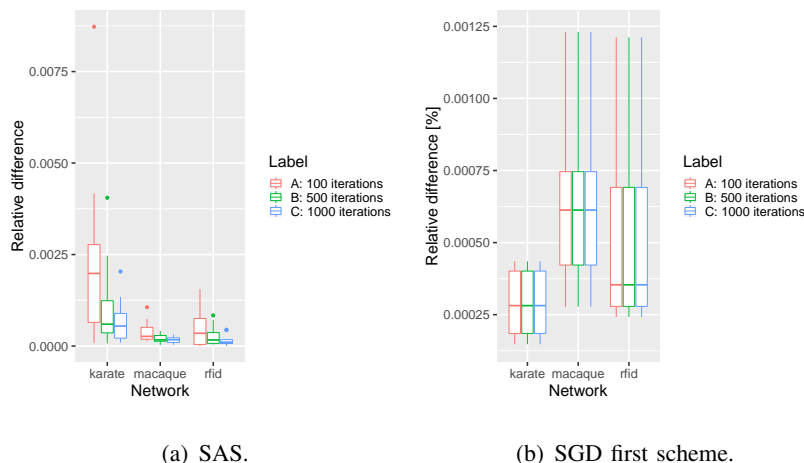 0.0075
0.0050
0.0025
0.0000
Relative difference
karate macaque rfid
Network
Label
A: 100 iterations
B: 500 iterations
C: 1000 iterations
(a) SAS.
0.00125
0.00100
0.00075
0.00050
0.00025
Relative difference [%]
karate macaque rfid
Network
Label
A: 100 iterations
B: 500 iterations
C: 1000 iterations
(b) SGD first scheme.